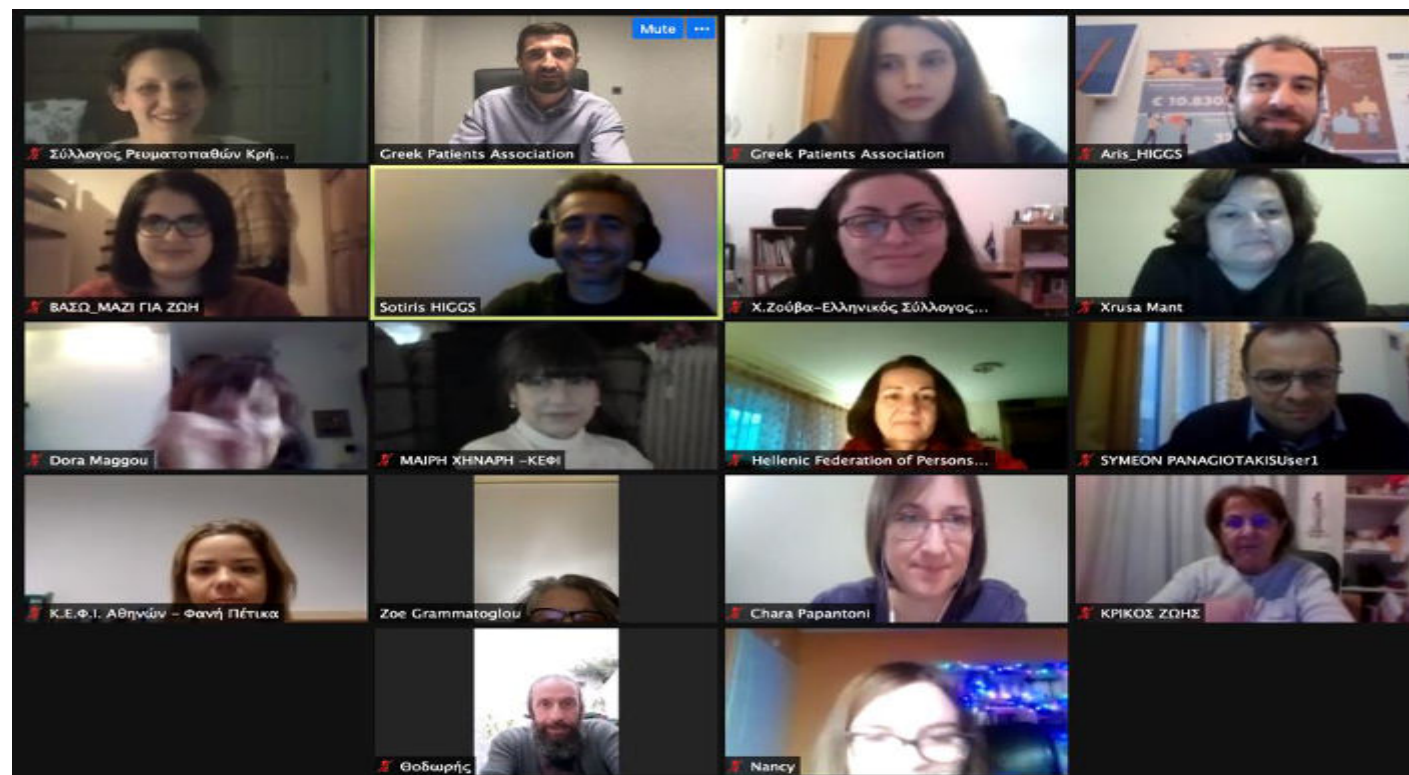 Mute
Σύλλογος Ρευματοπαθών Κρή...
Greek Patients Association
Greek Patients Association
Aris_HIGGS
€ 10.830
ΒΑΣΩ_ΜΑΖΙ ΓΙΑ ΖΩΗ
Sotiris HIGGS
Χ.Ζούβα-Ελληνικός Σύλλογος...
Xrusa Mant
Dora Maggou
ΜΑΙΡΗ ΧΗΝΑΡΗ -ΚΕΦΙ
Hellenic Federation of Persons...
SYMEON PANAGIOTAKISUser1
Κ.Ε.Φ.Ι. Αθηνών - Φανή Πέτικα
Zoe Grammatoglou
Chara Papantoni
ΚΡΙΚΟΣ ΖΩΗΣ
Θοδωρής
Nancy